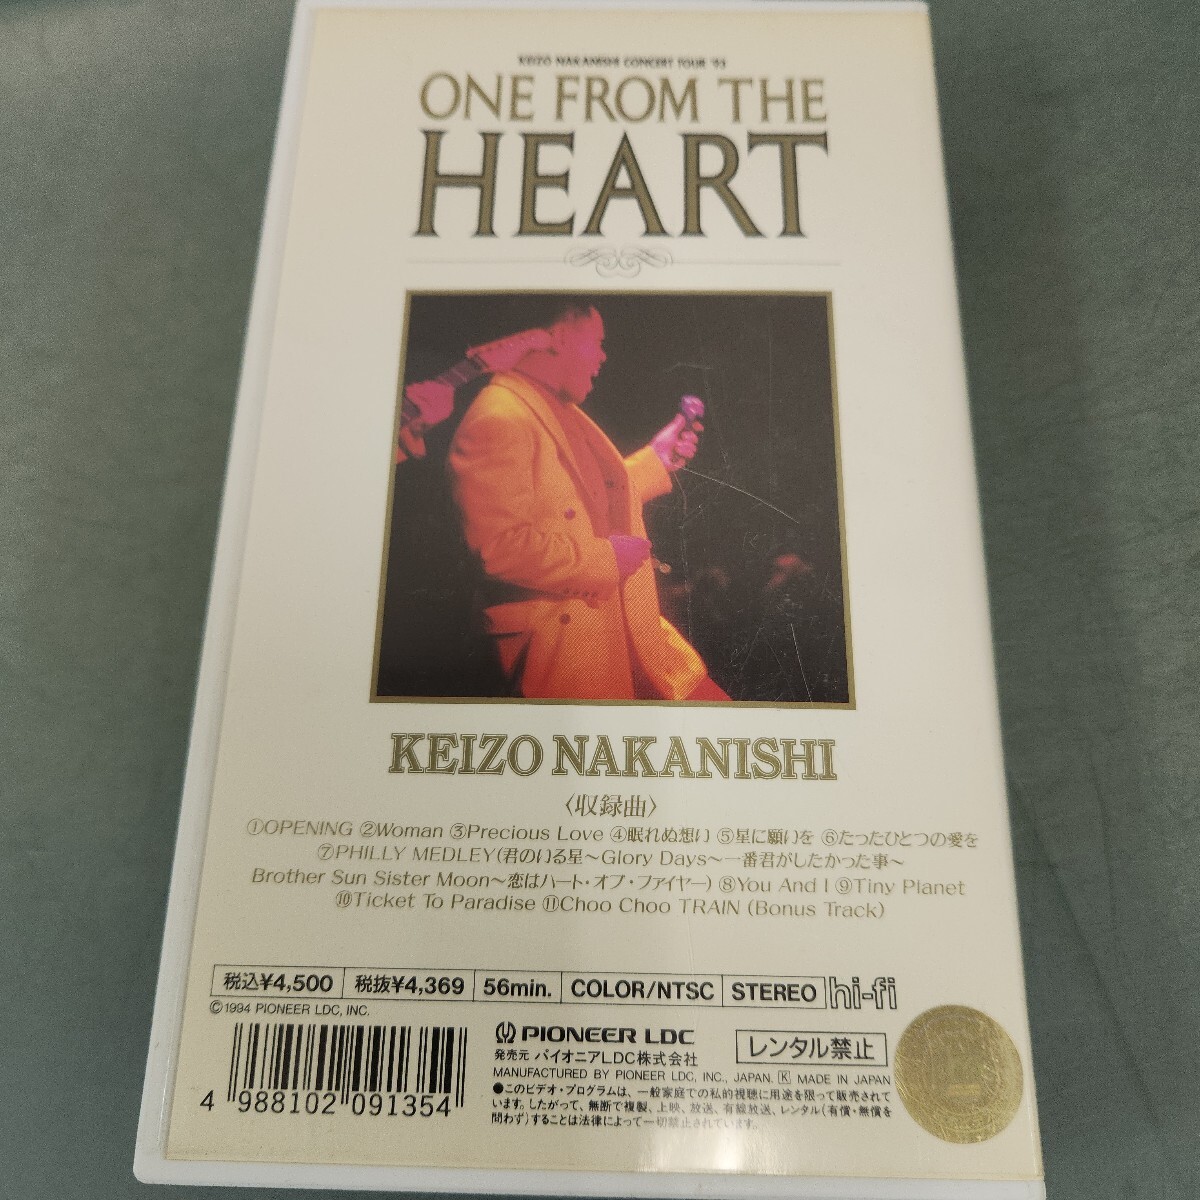 KEIZO NAKANISHI CONCERT TOUR '93
ONE FROM THE
HEART
KEIZO NAKANISHI
〈収録曲〉
①OPENING ②Woman ③Precious Love ④眠れぬ想い ⑤星に願いを ⑥たったひとつの愛を
⑦PHILLY MEDLEY(君のいる星〜Glory Days〜一番君がしたかった事〜
Brother Sun Sister Moon〜恋はハート・オブ・ファイヤー) ⑧You And I ⑨Tiny Planet
⑩Ticket To Paradise ⑪Choo Choo TRAIN (Bonus Track)
税込¥4,500 税抜¥4,369 56min. COLOR/NTSC STEREO hi-fi
©1994 PIONEER LDC, INC.
PIONEER LDC
発売元 パイオニアLDC株式会社
レンタル禁止
MANUFACTURED BY PIONEER LDC, INC., JAPAN. K MADE IN JAPAN
●このビデオ・プログラムは、一般家庭での私的視聴に用途を限って販売されて
います。したがって、無断で複製、上映、放送、有線放送、レンタル(有償・無償を
問わず)することは法律によって一切禁止されています。
4 988102 091354